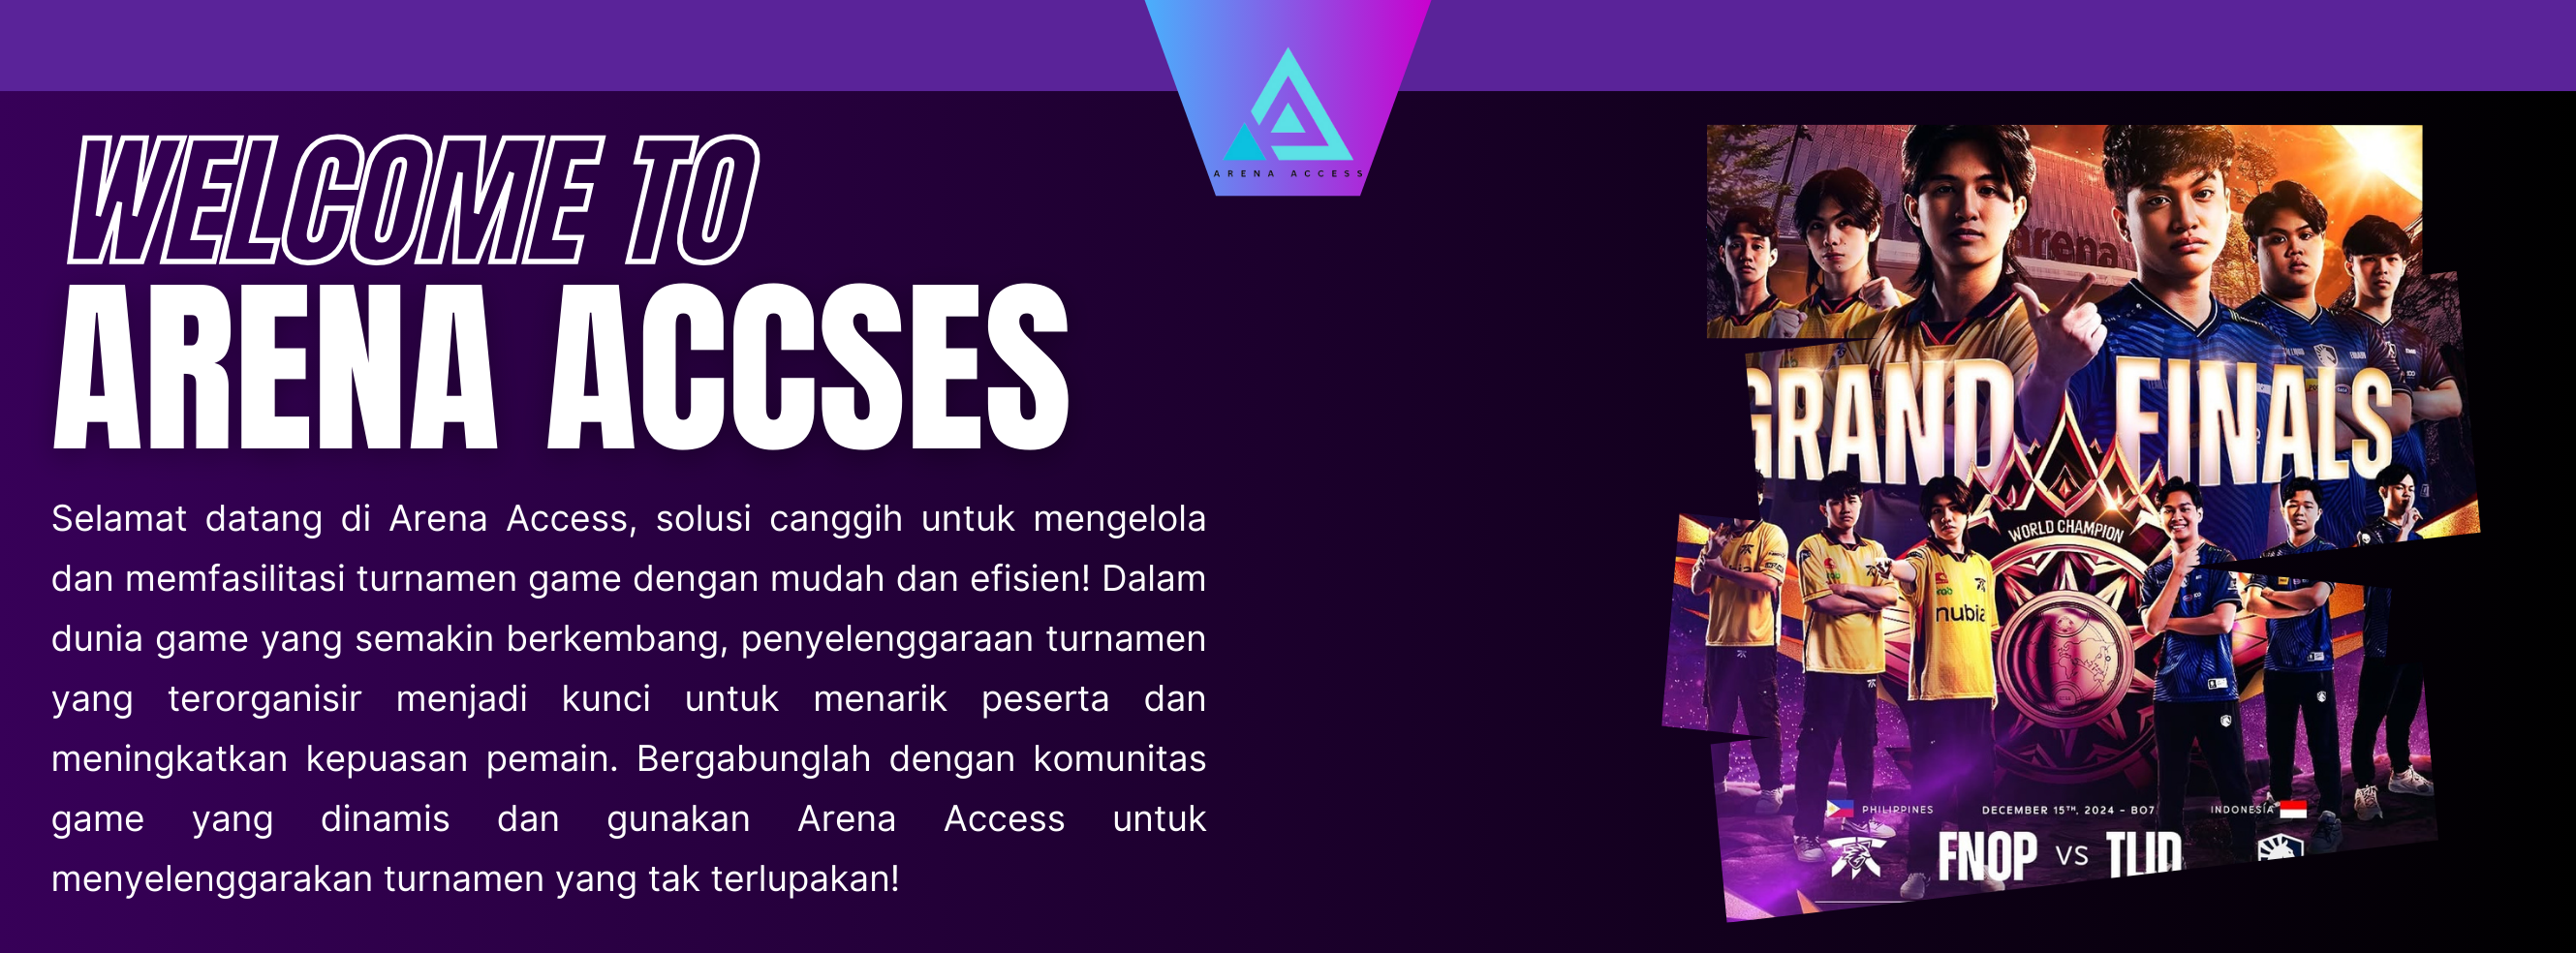 ARENA ACCESS
WELCOME TO
ARENA ACCSES
Selamat datang di Arena Access, solusi canggih untuk mengelola
dan memfasilitasi turnamen game dengan mudah dan efisien! Dalam
dunia game yang semakin berkembang, penyelenggaraan turnamen
yang terorganisir menjadi kunci untuk menarik peserta dan
meningkatkan kepuasan pemain. Bergabunglah dengan komunitas
game yang dinamis dan gunakan Arena Access untuk
menyelenggarakan turnamen yang tak terlupakan!
arena
GRAND FINALS
WORLD CHAMPION
nubia
PHILIPPINES DECEMBER 15TH, 2024 - BO7 INDONESIA
FNOP VS TLID